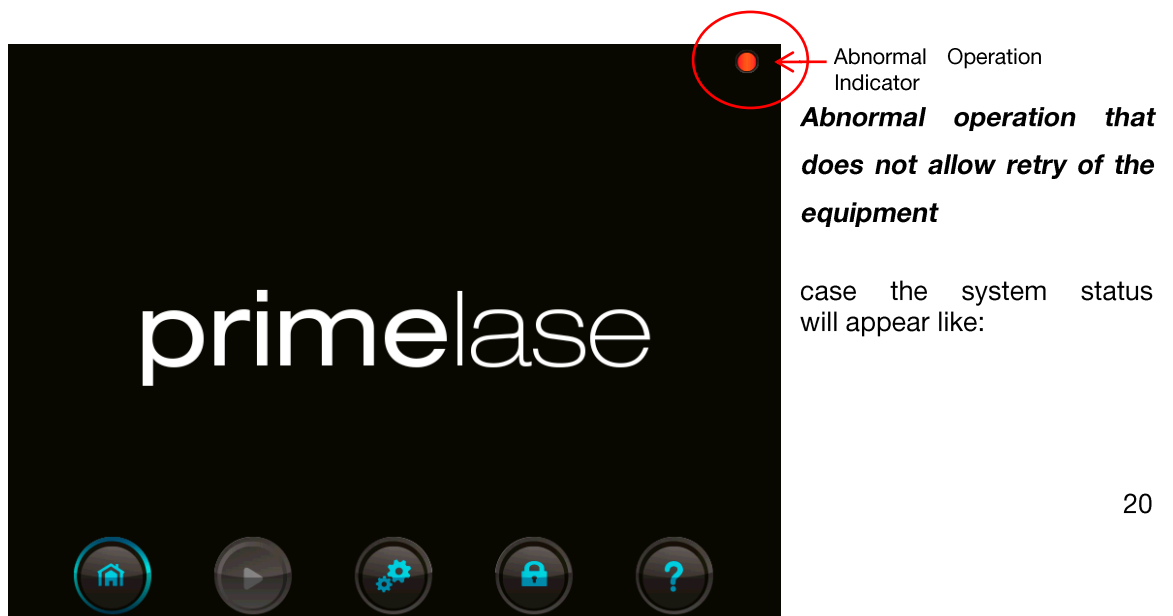 Abnormal Operation
Indicator
Abnormal operation that
does not allow retry of the
equipment
case the system status
will appear like:
primelase
20
?